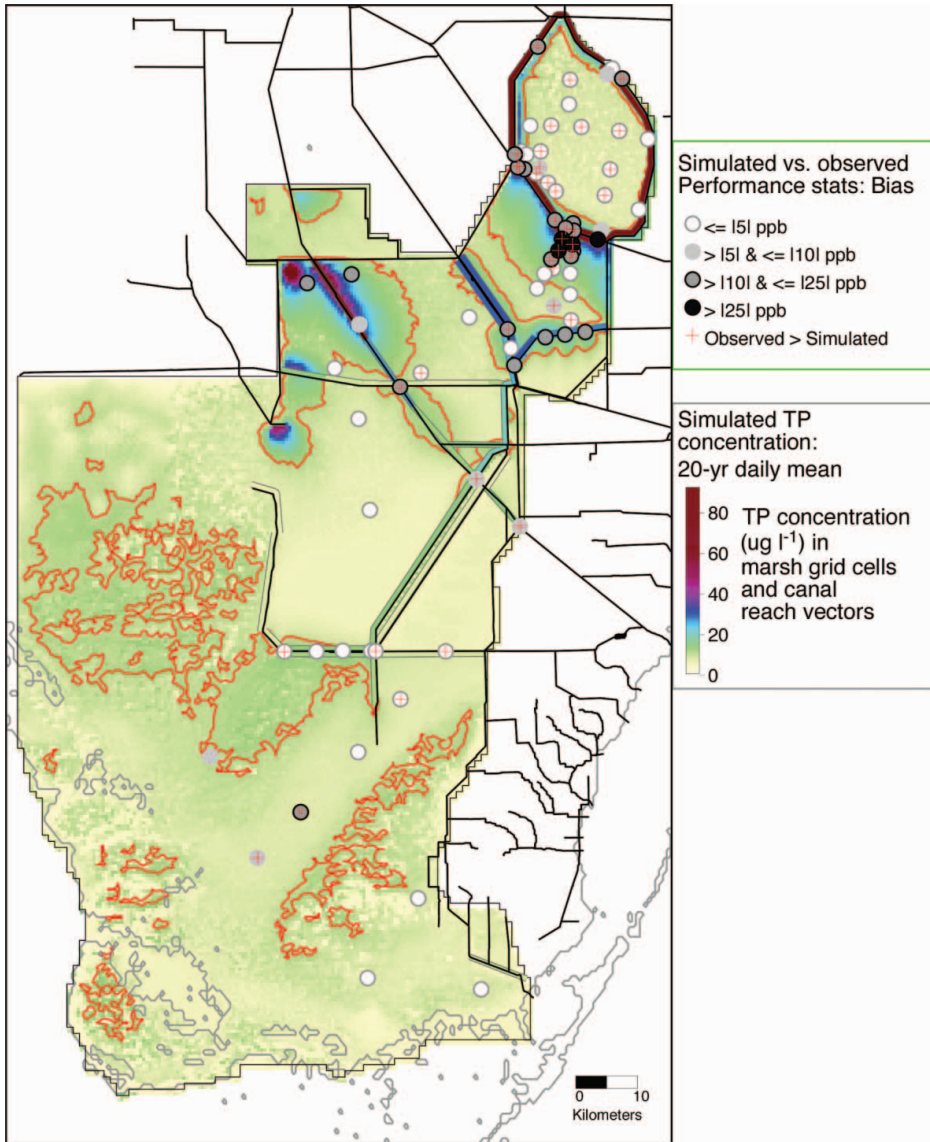 Simulated vs. observed
Performance stats: Bias
<= |5| ppb
> |5| & <= |10| ppb
> |10| & <= |25| ppb
> |25| ppb
Observed > Simulated
Simulated TP
concentration:
20-yr daily mean
80
60
40
20
0
TP concentration
(ug l⁻¹) in
marsh grid cells
and canal
reach vectors
0 10
Kilometers